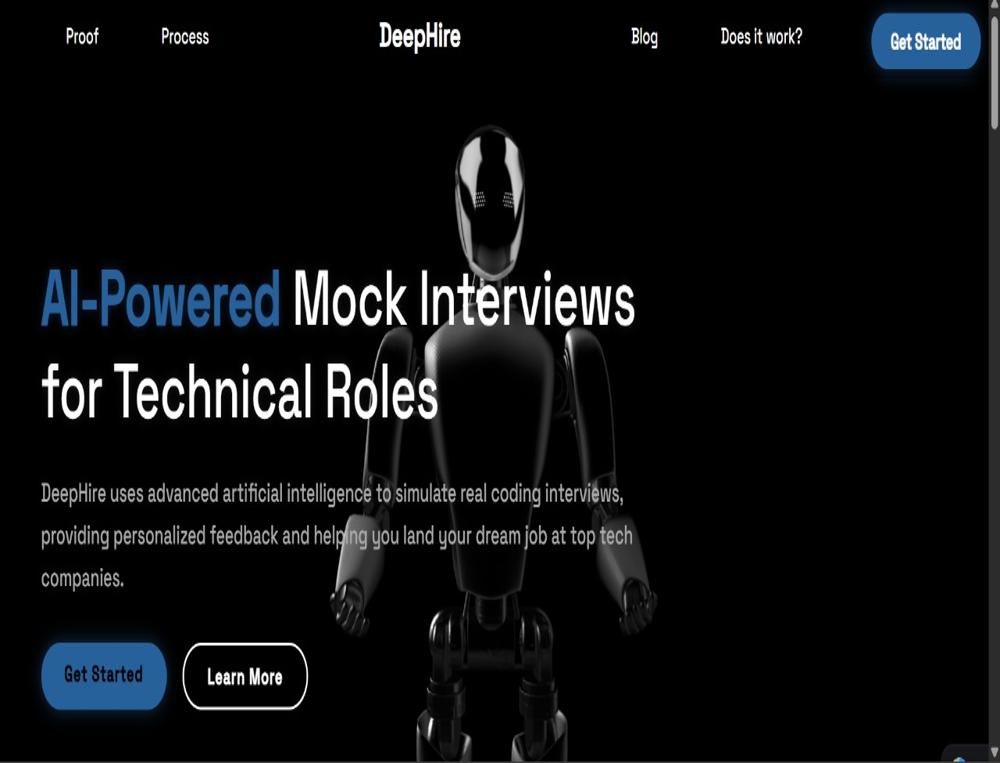 Proof Process DeepHire Blog Does it work? Get Started
AI-Powered Mock Interviews
for Technical Roles
DeepHire uses advanced artificial intelligence to simulate real coding interviews,
providing personalized feedback and helping you land your dream job at top tech
companies.
Get Started Learn More